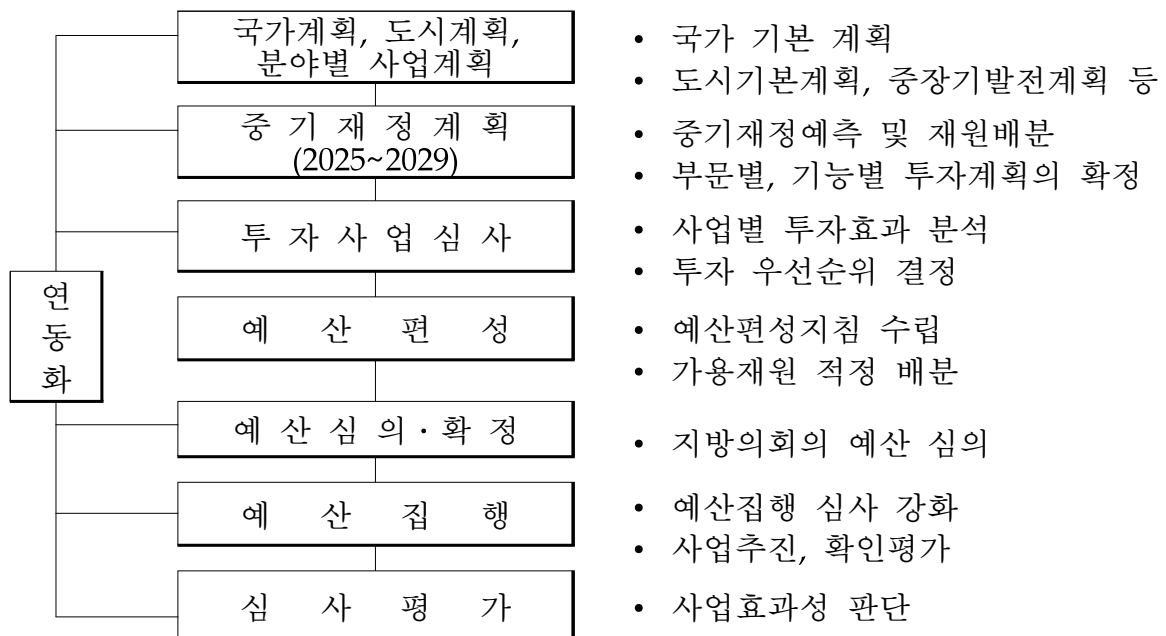 국가계획, 도시계획,
분야별 사업계획
• 국가 기본 계획
• 도시기본계획, 중장기발전계획 등
중 기 재 정 계 획
(2025~2029)
• 중기재정예측 및 재원배분
• 부문별, 기능별 투자계획의 확정
투 자 사 업 심 사
• 사업별 투자효과 분석
• 투자 우선순위 결정
연
동
화
예 산 편 성
• 예산편성지침 수립
• 가용재원 적정 배분
예 산 심 의 · 확 정
• 지방의회의 예산 심의
예 산 집 행
• 예산집행 심사 강화
• 사업추진, 확인평가
심 사 평 가
• 사업효과성 판단